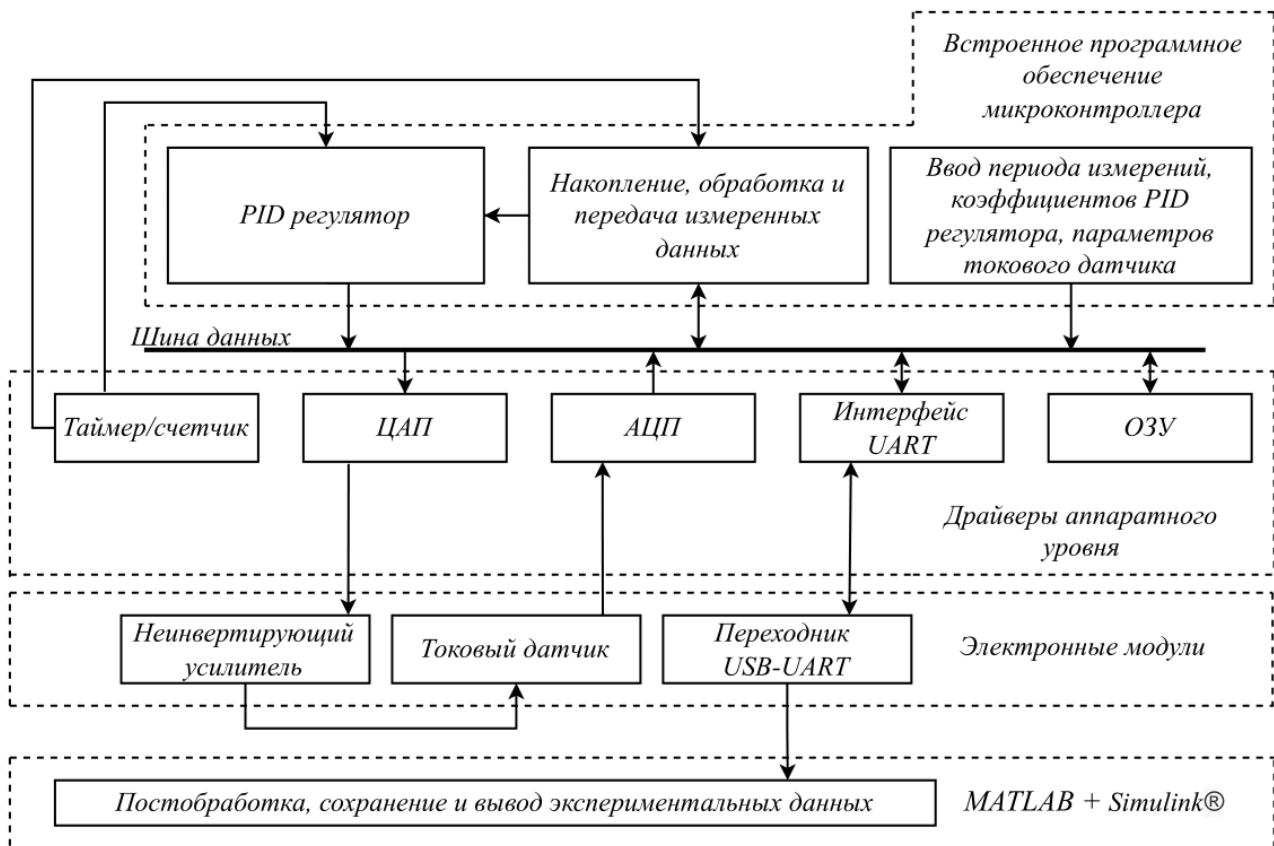 Встроенное программное
обеспечение
микроконтроллера
PID регулятор
Накопление, обработка и
передача измеренных
данных
Ввод периода измерений,
коэффициентов PID
регулятора, параметров
токового датчика
Шина данных
Таймер/счетчик
ЦАП
АЦП
Интерфейс
UART
ОЗУ
Драйверы аппаратного
уровня
Неинвертирующий
усилитель
Токовый датчик
Переходник
USB-UART
Электронные модули
Постобработка, сохранение и вывод экспериментальных данных
MATLAB + Simulink®